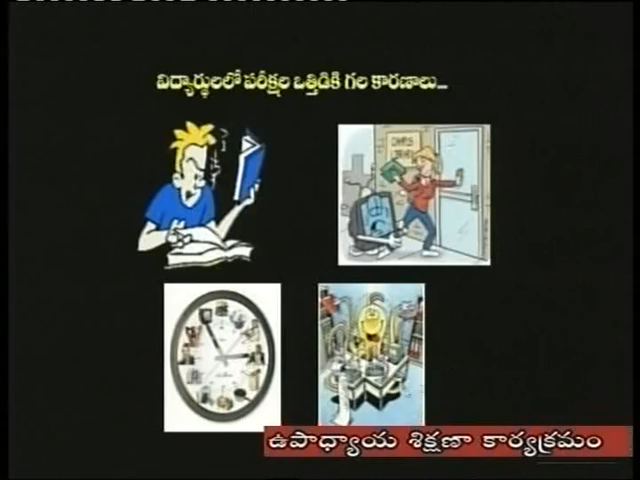 విద్యార్థులలో పరీక్షల ఒత్తిడికి గల కారణాలు...
ఉపాధ్యాయ శిక్షణా కార్యక్రమం